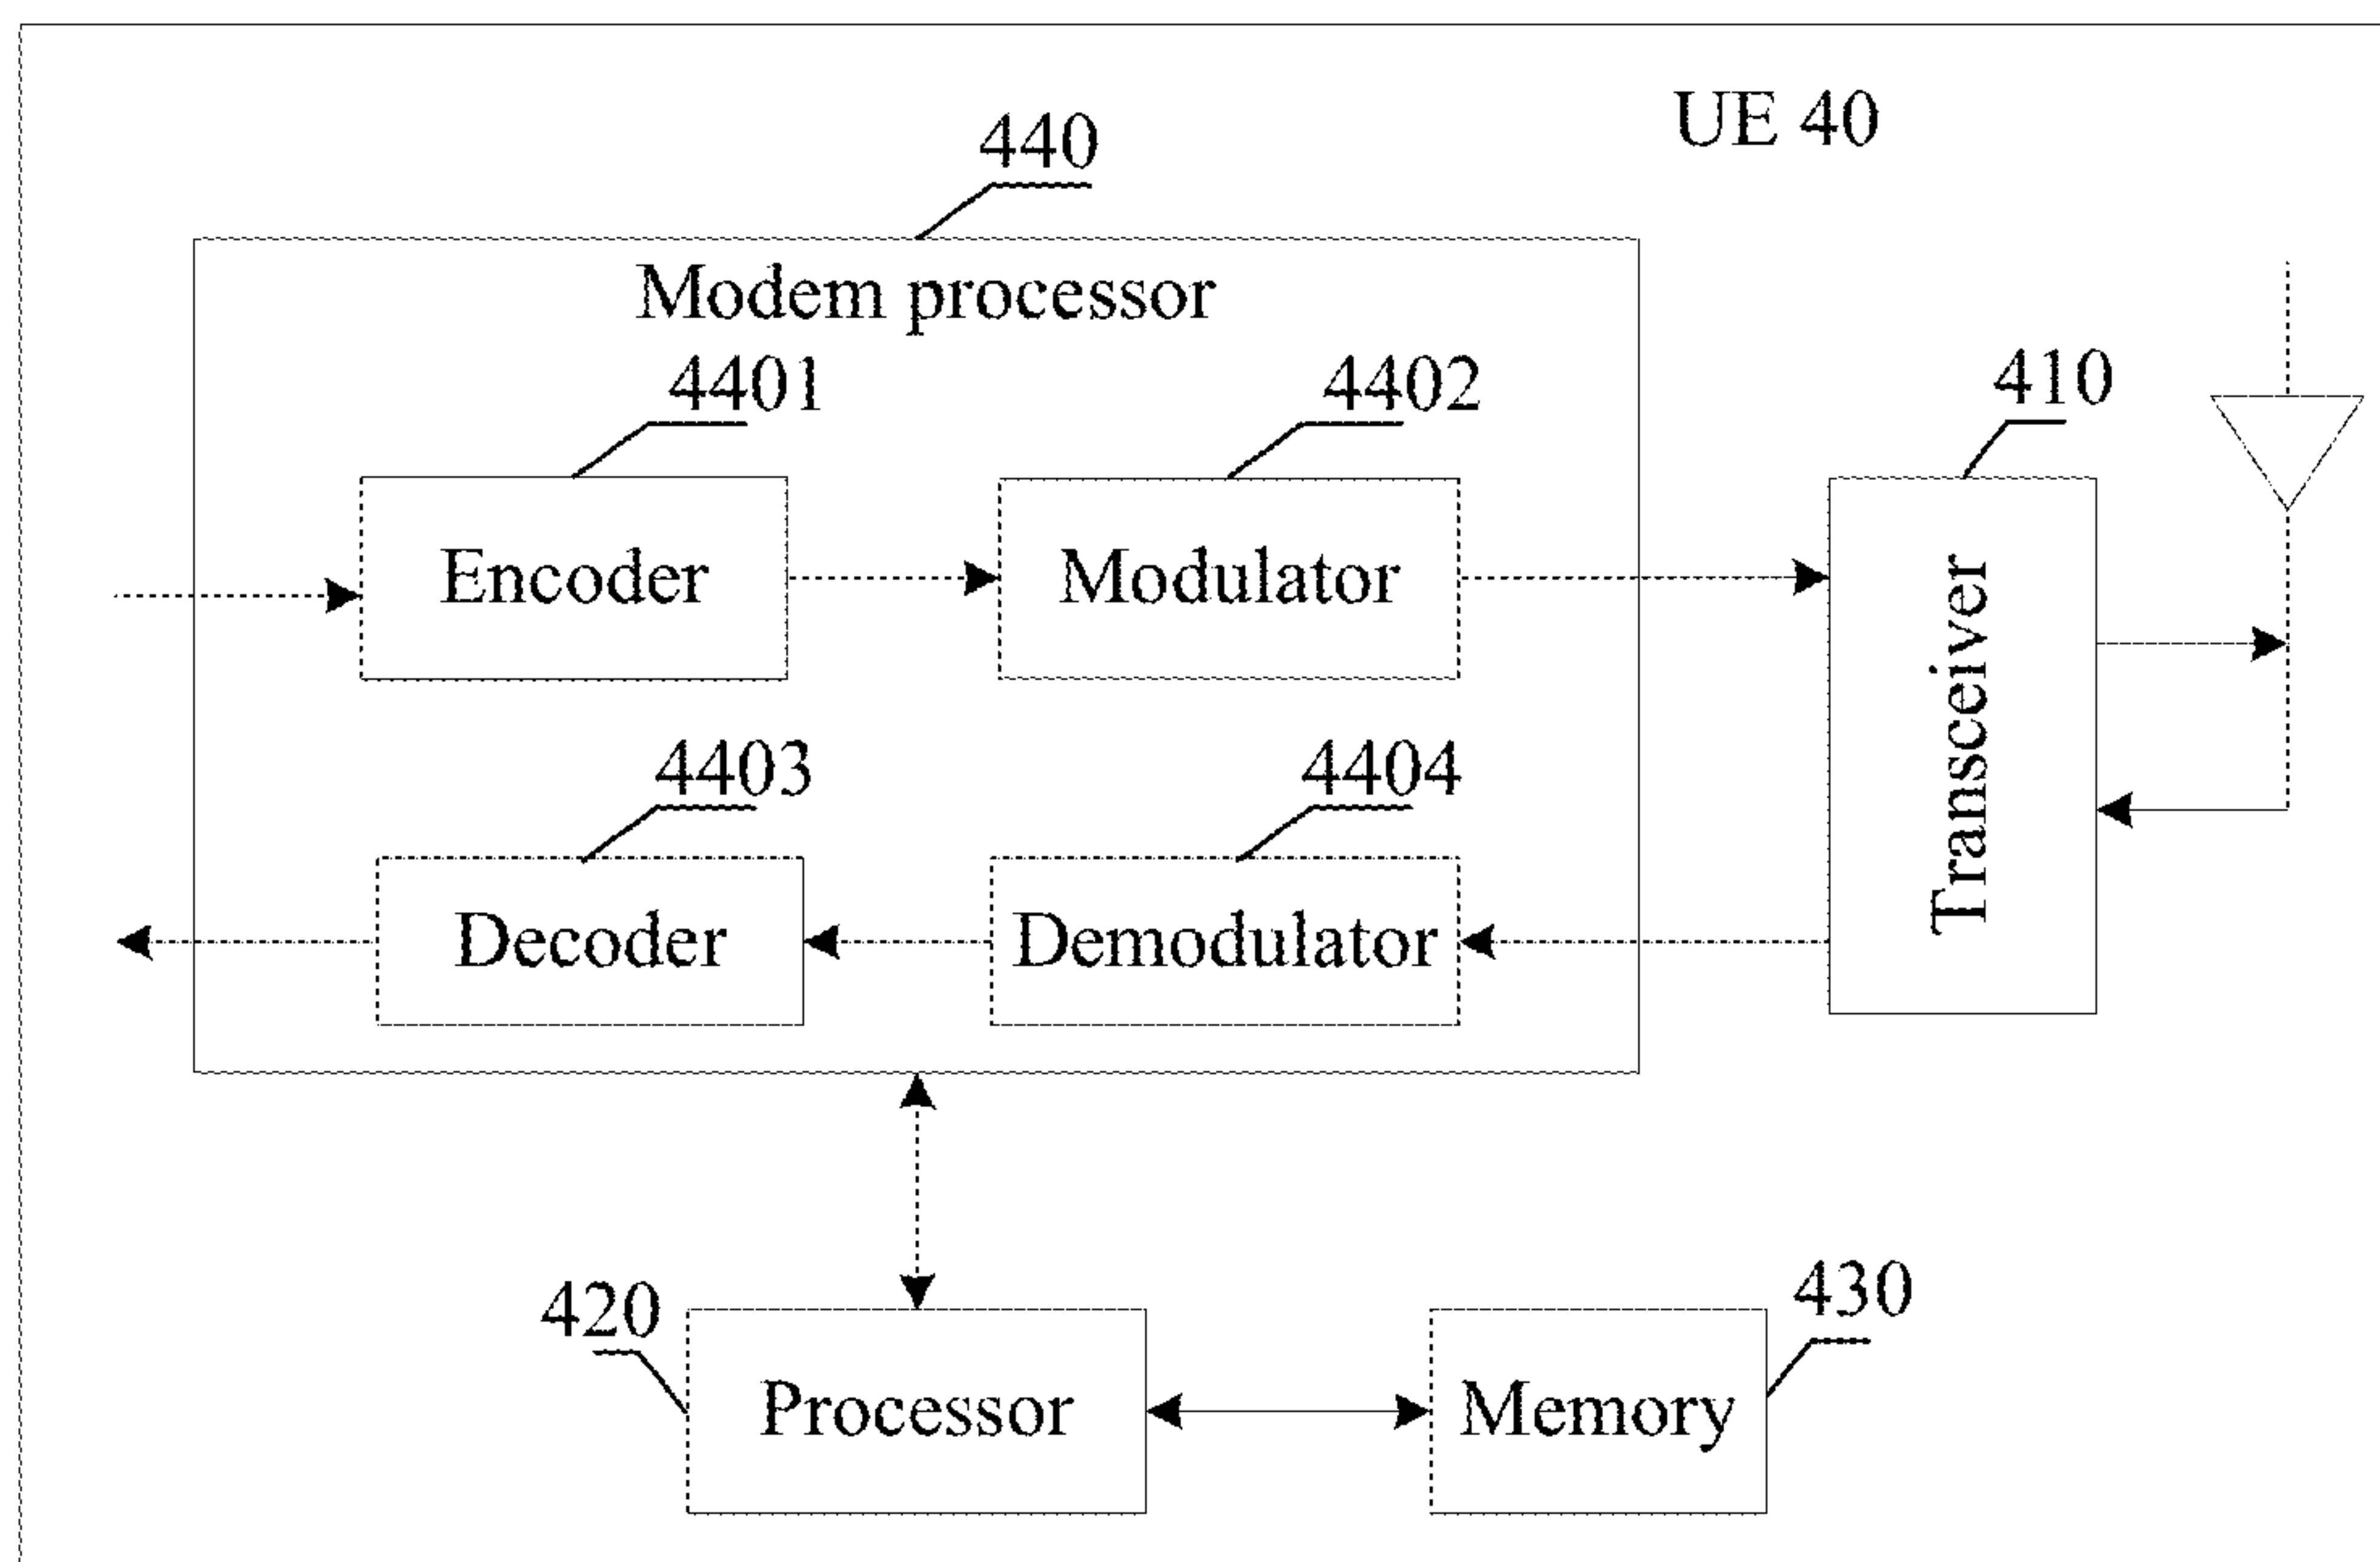 UE 40
440
Modem processor
4401
4402
410
Encoder
Modulator
Transceiver
4403
4404
Decoder
Demodulator
420
430
Processor
Memory